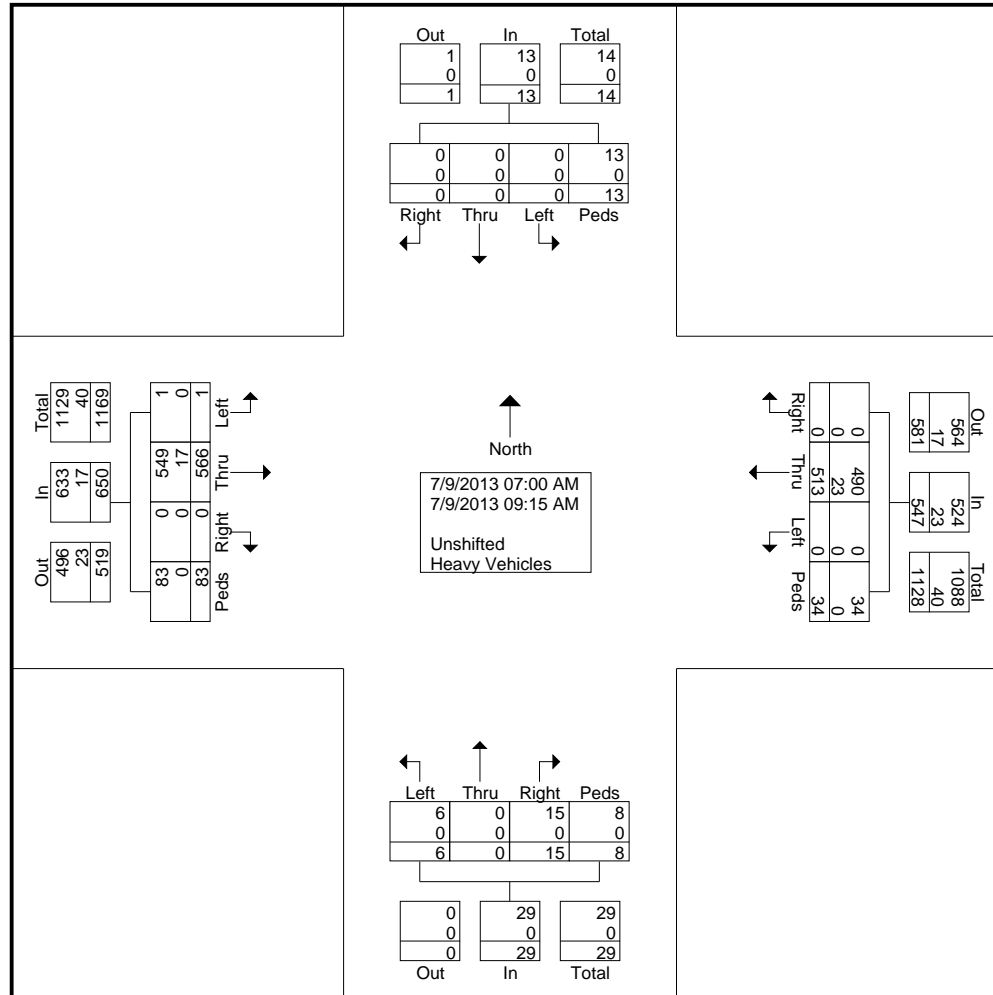 Out In Total
1 13 14
0 0 0
1 13 14
0 0 0 13
0 0 0 0
0 0 0 13
Right Thru Left Peds
Total 1129 40 1169
In 633 17 650
Out 496 23 519
1 0 1 Left
549 17 566 Thru
0 0 0 Right
83 0 83 Peds
North
7/9/2013 07:00 AM
7/9/2013 09:15 AM
Unshifted
Heavy Vehicles
Right 0 0 0
Thru 513 23 490
Left 0 0 0
Peds 34 0 34
Out 564 17 581
In 524 23 547
Total 1088 40 1128
Left Thru Right Peds
6 0 15 8
0 0 0 0
6 0 15 8
0 29 29
0 0 0
0 29 29
Out In Total